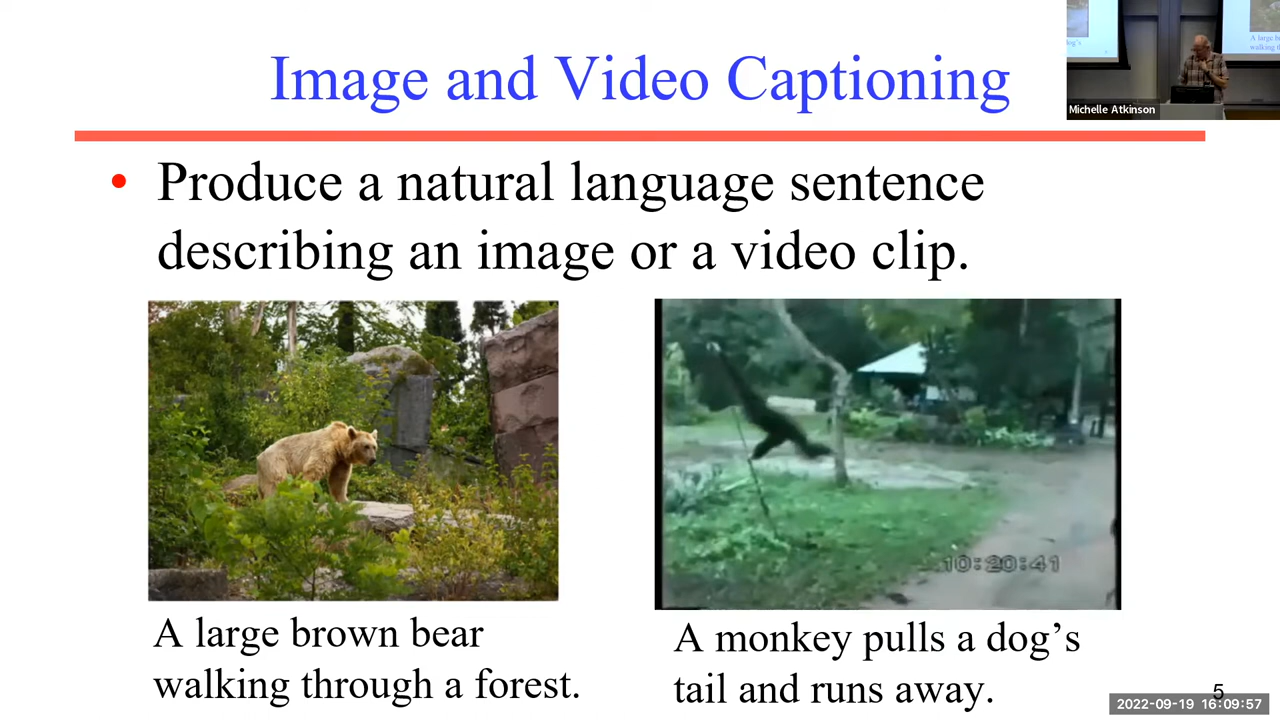 Image and Video Captioning
Michelle Atkinson
• Produce a natural language sentence
describing an image or a video clip.
10:20:41
A large brown bear
walking through a forest.
A monkey pulls a dog’s
tail and runs away.
5
2022-09-19 16:09:57